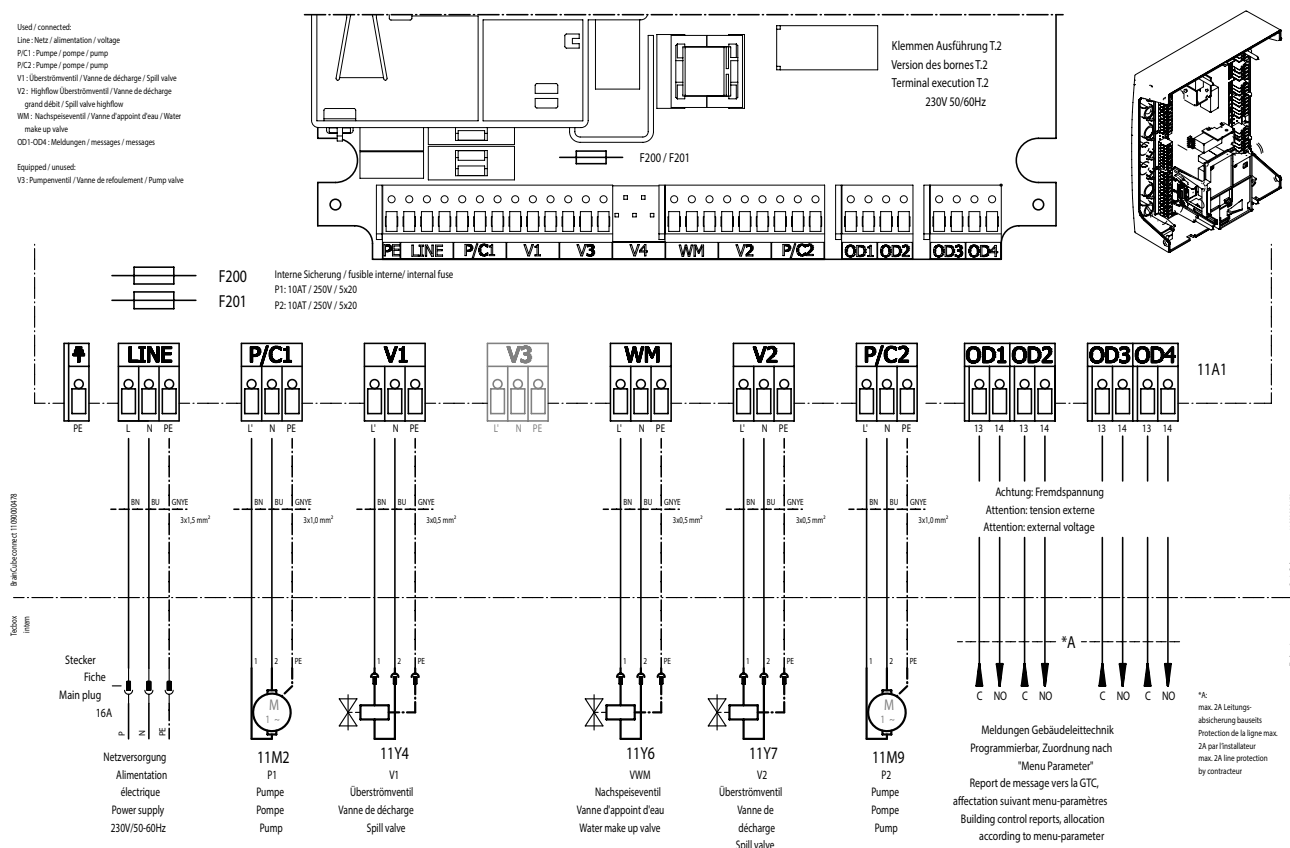 Used / connected:
Line : Netz / alimentation / voltage
P/C1 : Pumpe / pompe / pump
P/C2 : Pumpe / pompe / pump
V1 : Überströmventil / Vanne de décharge / Spill valve
V2 : Highflow Überströmventil / Vanne de décharge
grand débit / Spill valve highflow
WM : Nachspeiseventil / Vanne d'appoint d'eau / Water
make up valve
OD1-OD4 : Meldungen / messages / messages
Equipped / unused:
V3 : Pumpenventil / Vanne de refoulement / Pump valve
Klemmen Ausführung T.2
Version des bornes T.2
Terminal execution T.2
230V 50/60Hz
F200 / F201
PE LINE P/C1 V1 V3 V4 WM V2 P/C2 OD1 OD2 OD3 OD4
F200
F201
Interne Sicherung / fusible interne/ internal fuse
P1: 10AT / 250V / 5x20
P2: 10AT / 250V / 5x20
LINE P/C1 V1 V3 WM V2 P/C2 OD1 OD2 OD3 OD4
11A1
PE L N PE L' N PE L' N PE L' N PE L' N PE L' N PE L' N PE 13 14 13 14 13 14 13 14
BN BU GNYE BN BU GNYE BN BU GNYE BN BU GNYE BN BU GNYE BN BU GNYE
3x1,5 mm² 3x1,0 mm² 3x0,5 mm² 3x0,5 mm² 3x0,5 mm² 3x1,0 mm²
Achtung: Fremdspannung
Attention: tension externe
Attention: external voltage
BrainCube connect 1109000478
Tecbox
intern
*A
1 2 PE 1 2 PE 1 2 PE 1 2 PE 1 2 PE
Stecker
Fiche
Main plug
16A
P N PE
M
1 ~
M
1 ~
C NO C NO C NO C NO
Netzversorgung
Alimentation
électrique
Power supply
230V/50-60Hz
11M2
P1
Pumpe
Pompe
Pump
11Y4
V1
Überströmventil
Vanne de décharge
Spill valve
11Y6
VWM
Nachspeiseventil
Vanne d'appoint d'eau
Water make up valve
11Y7
V2
Überströmventil
Vanne de
décharge
Spill valve
11M9
P2
Pumpe
Pompe
Pump
Meldungen Gebäudeleittechnik
Programmierbar, Zuordnung nach
"Menu Parameter"
Report de message vers la GTC,
affectation suivant menu-paramètres
Building control reports, allocation
according to menu-parameter
*A:
max. 2A Leitungs-
absicherung bauseits
Protection de la ligne max.
2A par l'installateur
max. 2A line protection
by contracteur